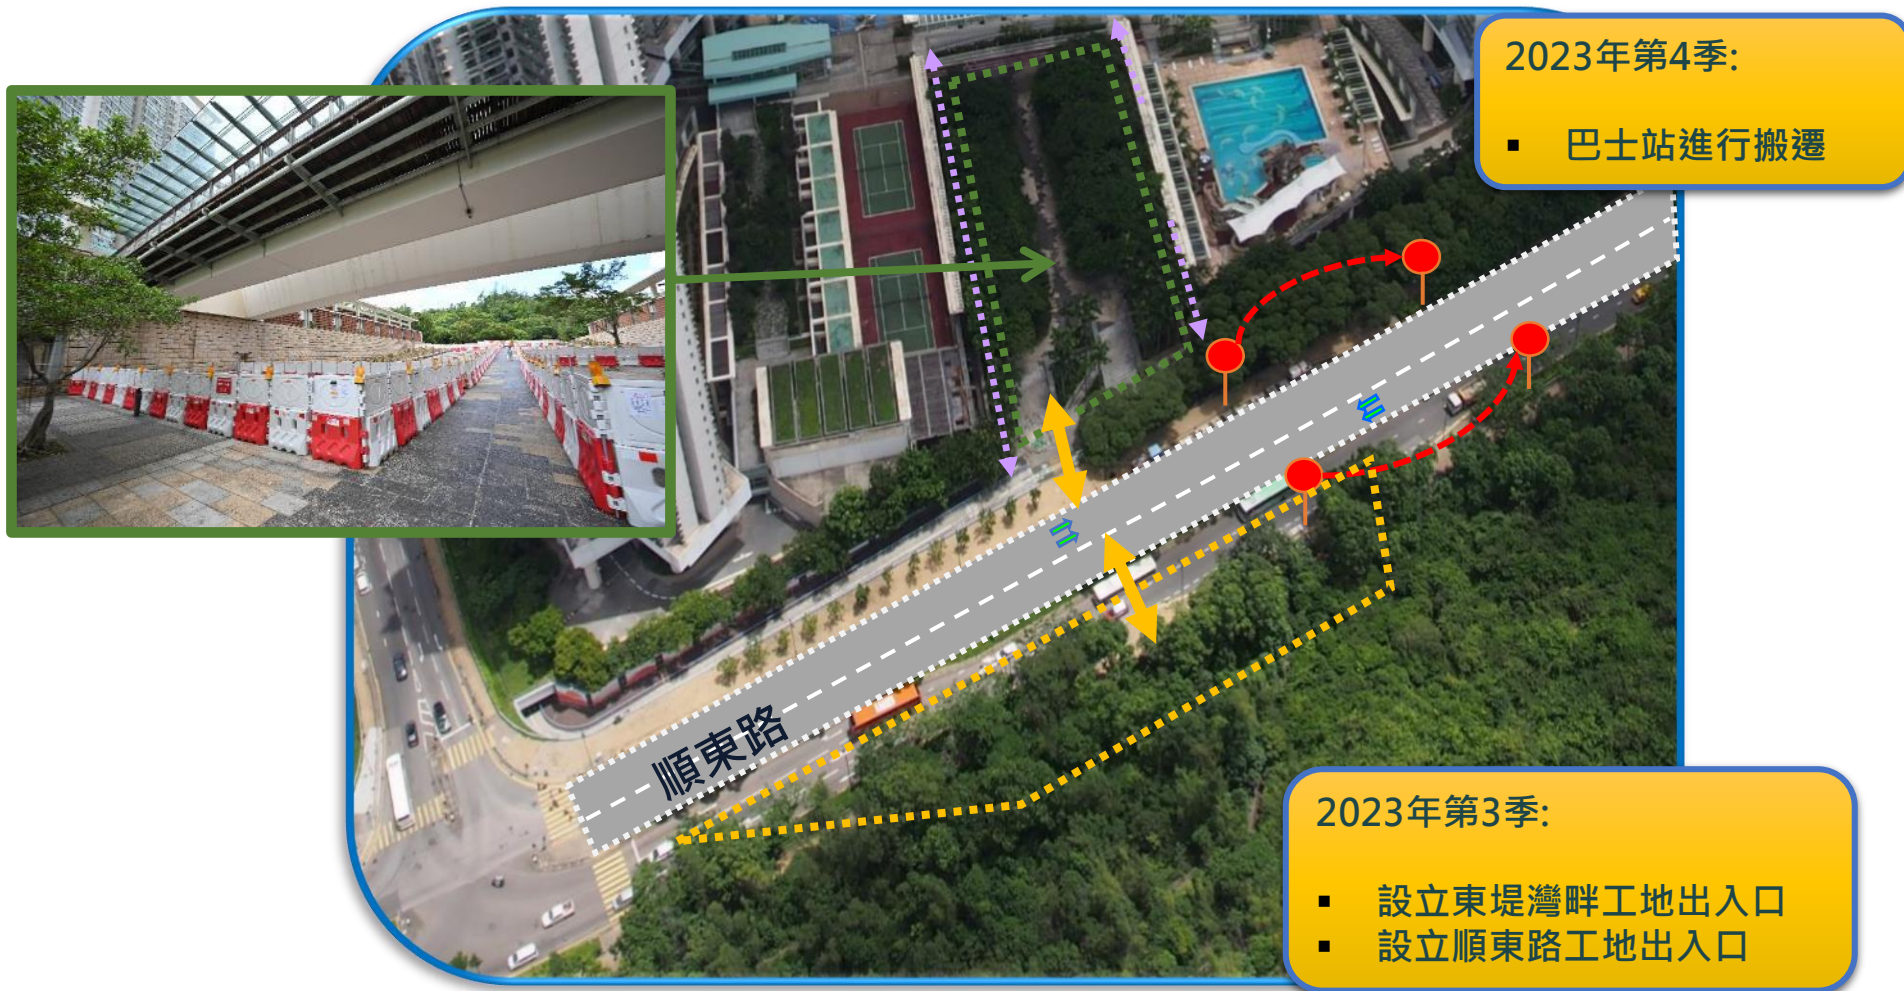 2023年第4季:
▪ 巴士站進行搬遷
順東路
2023年第3季:
▪ 設立東堤灣畔工地出入口
▪ 設立順東路工地出入口